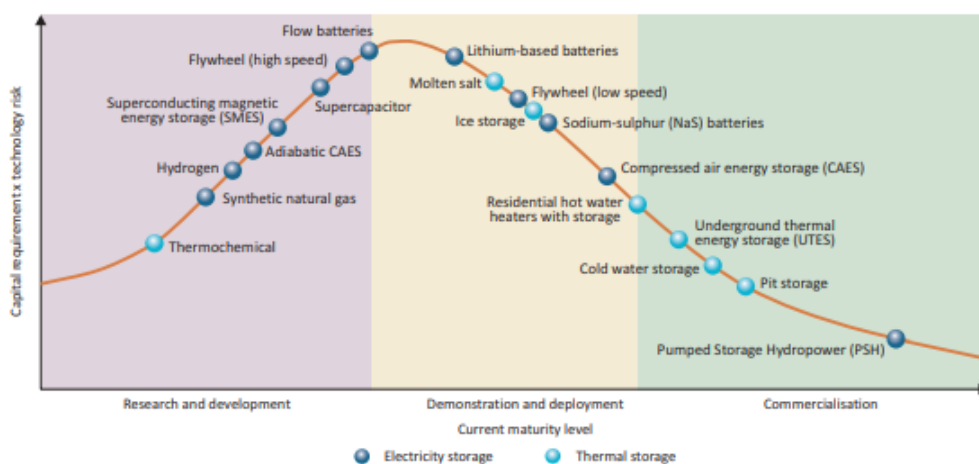 Capital requirement x technology risk
Flow batteries
Flywheel (high speed)
Supercapacitor
Superconducting magnetic
energy storage (SMES)
Adiabatic CAES
Hydrogen
Synthetic natural gas
Thermochemical
Lithium-based batteries
Molten salt
Flywheel (low speed)
Ice storage
Sodium-sulphur (NaS) batteries
Compressed air energy storage (CAES)
Residential hot water
heaters with storage
Underground thermal
energy storage (UTES)
Cold water storage
Pit storage
Pumped Storage Hydropower (PSH)
Research and development
Demonstration and deployment
Commercialisation
Current maturity level
Electricity storage
Thermal storage